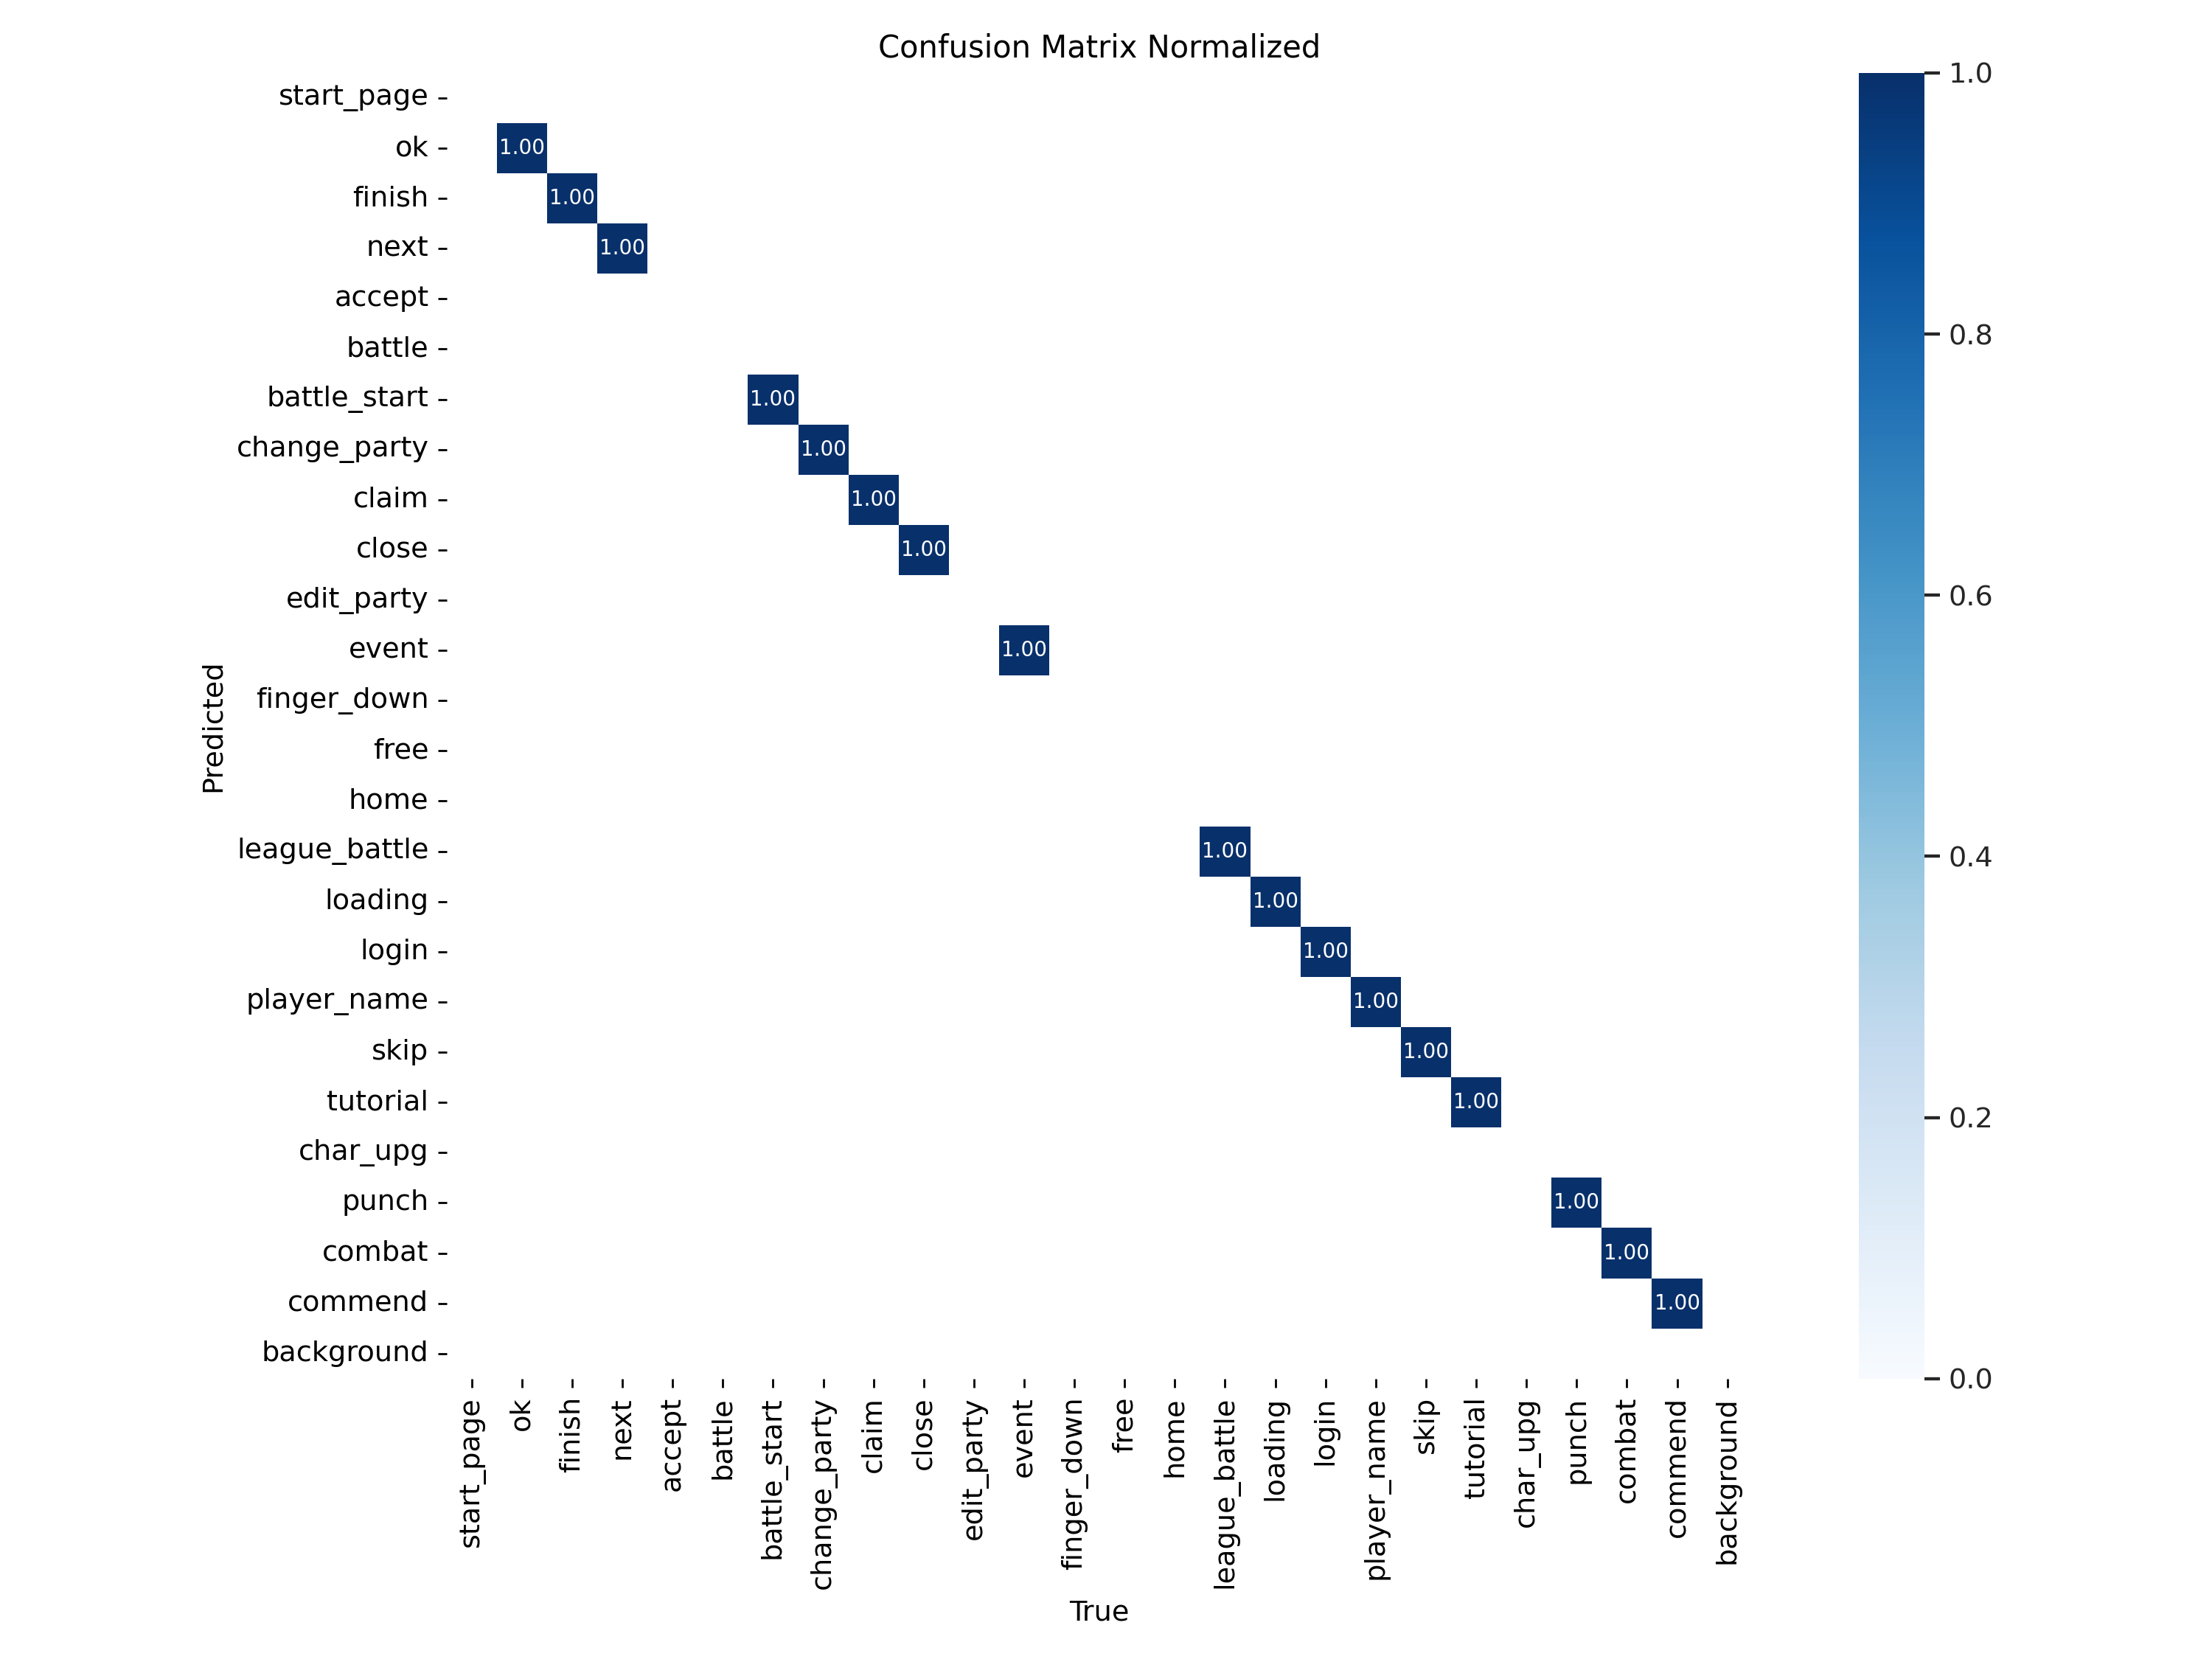 Confusion Matrix Normalized
start_page
ok 1.00
finish 1.00
next 1.00
accept
battle
battle_start 1.00
change_party 1.00
claim 1.00
close 1.00
edit_party
event 1.00
finger_down
free
home
league_battle 1.00
loading 1.00
login 1.00
player_name 1.00
skip 1.00
tutorial 1.00
char_upg
punch 1.00
combat 1.00
commend 1.00
background
Predicted
start_page
ok
finish
next
accept
battle
battle_start
change_party
claim
close
edit_party
event
finger_down
free
home
league_battle
loading
login
player_name
skip
tutorial
char_upg
punch
combat
commend
background
True
1.0
0.8
0.6
0.4
0.2
0.0